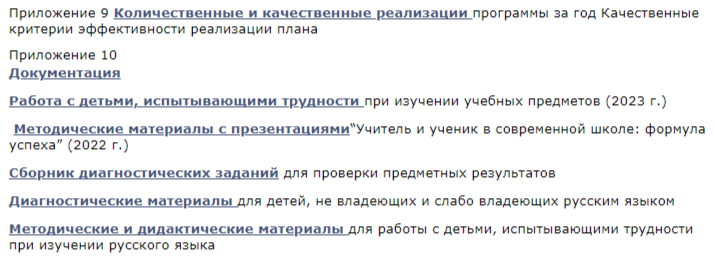 Приложение 9 Количественные и качественные реализации программы за год Качественные
критерии эффективности реализации плана
Приложение 10
Документация
Работа с детьми, испытывающими трудности при изучении учебных предметов (2023 г.)
Методические материалы с презентациями“Учитель и ученик в современной школе: формула
успеха” (2022 г.)
Сборник диагностических заданий для проверки предметных результатов
Диагностические материалы для детей, не владеющих и слабо владеющих русским языком
Методические и дидактические материалы для работы с детьми, испытывающими трудности
при изучении русского языка